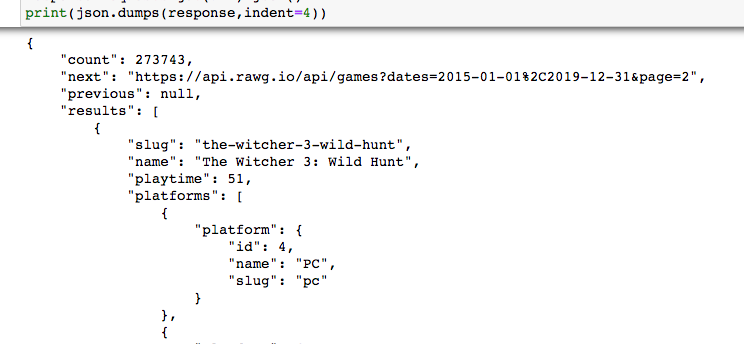 print(json.dumps(response,indent=4))
{
"count": 273743,
"next": "https://api.rawg.io/api/games?dates=2015-01-01%2C2019-12-31&page=2",
"previous": null,
"results": [
{
"slug": "the-witcher-3-wild-hunt",
"name": "The Witcher 3: Wild Hunt",
"playtime": 51,
"platforms": [
{
"platform": {
"id": 4,
"name": "PC",
"slug": "pc"
}
},
{